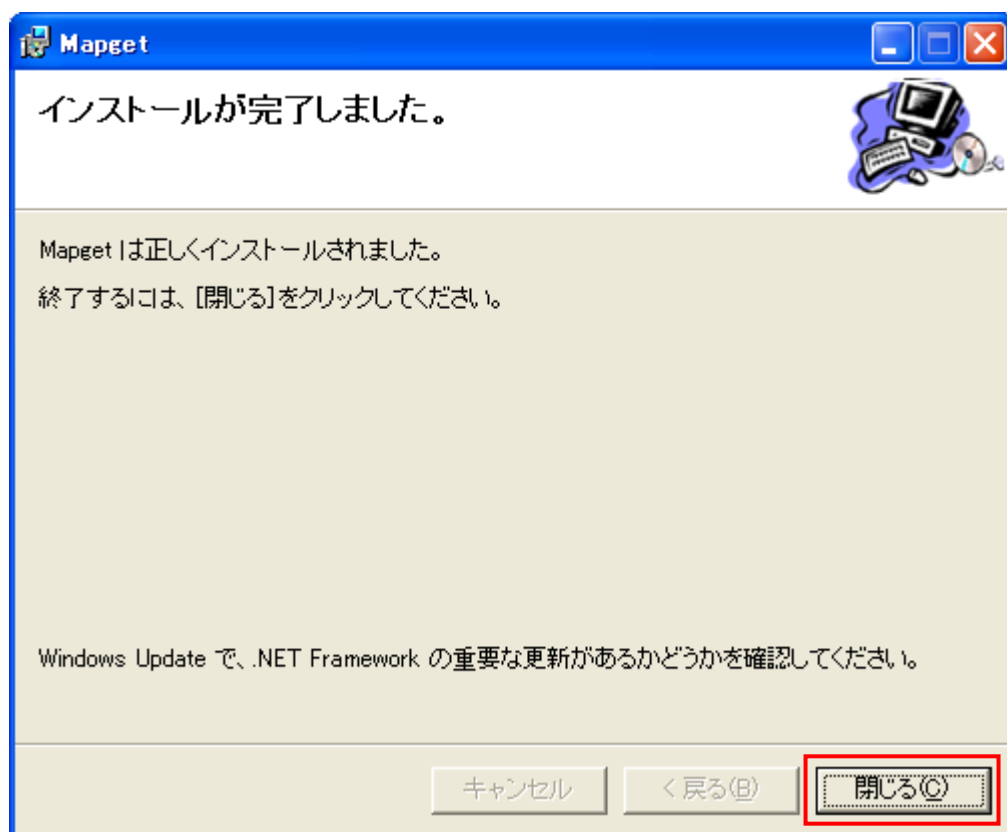 Mapget
インストールが完了しました。
Mapget は正しくインストールされました。
終了するには、[閉じる]をクリックしてください。
Windows Update で、.NET Framework の重要な更新があるかどうかを確認してください。
キャンセル
< 戻る(B)
閉じる(C)